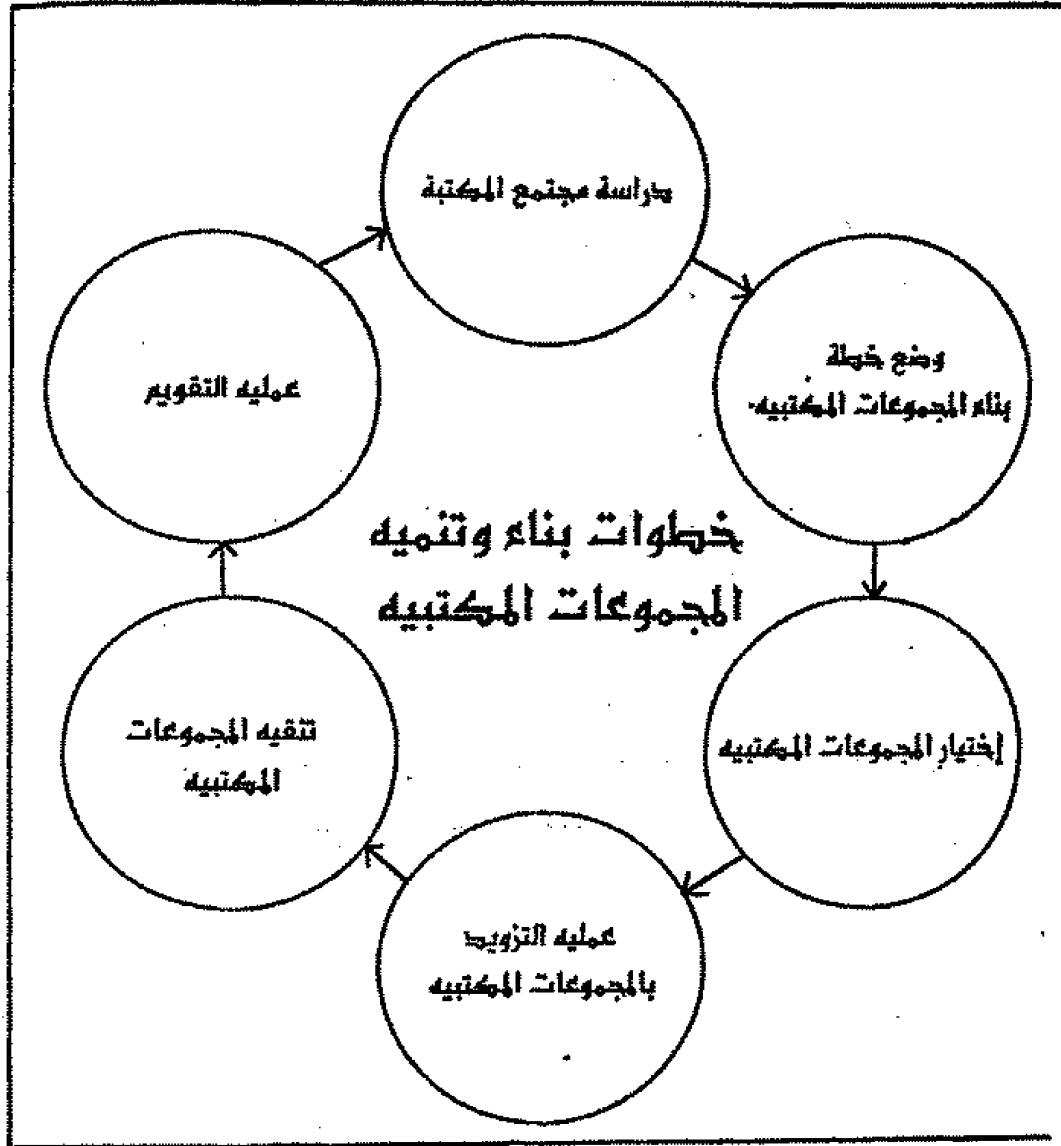 دراسة مجتمع المكتبة
وضع خطة
بناء المجموعات المكتبيه
إختيار المجموعات المكتبيه
عمليه التزويد
بالمجموعات المكتبيه
تنقيه المجموعات
المكتبيه
عمليه التقويم
خطوات بناء وتنميه
المجموعات المكتبيه